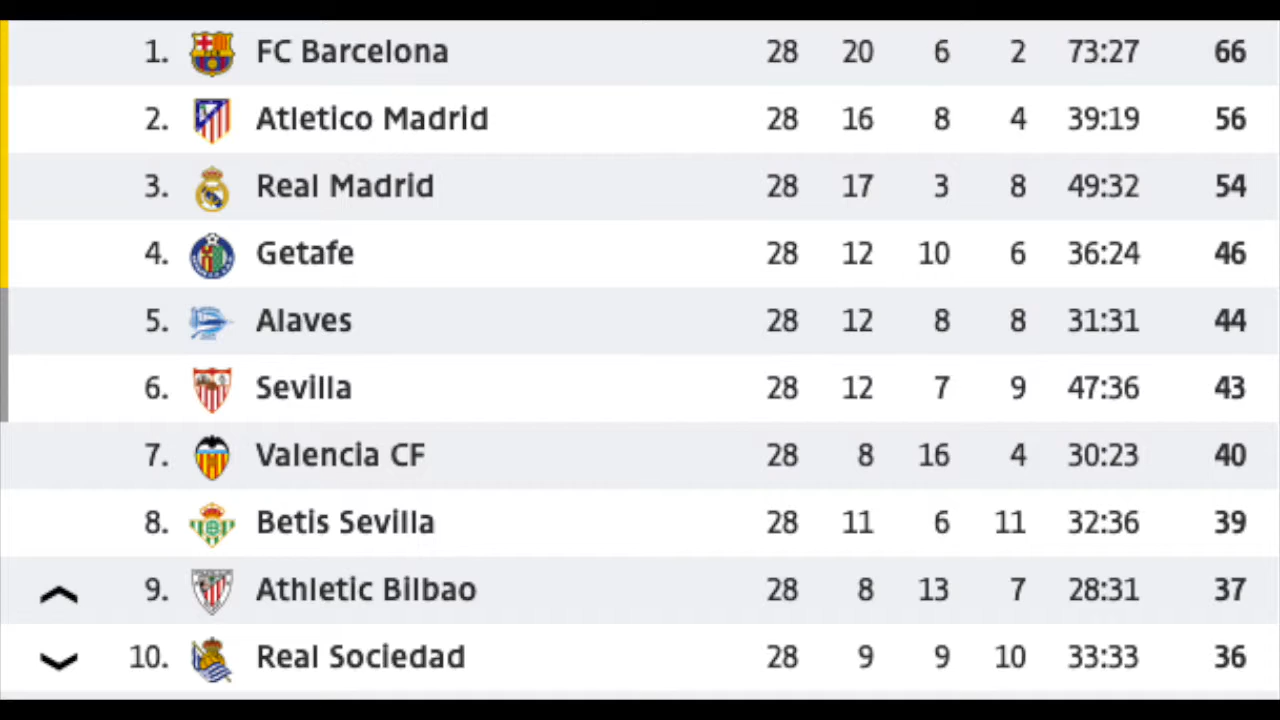 1. FC Barcelona 28 20 6 2 73:27 66
2. Atletico Madrid 28 16 8 4 39:19 56
3. Real Madrid 28 17 3 8 49:32 54
4. Getafe 28 12 10 6 36:24 46
5. Alaves 28 12 8 8 31:31 44
6. Sevilla 28 12 7 9 47:36 43
7. Valencia CF 28 8 16 4 30:23 40
8. Betis Sevilla 28 11 6 11 32:36 39
9. Athletic Bilbao 28 8 13 7 28:31 37
10. Real Sociedad 28 9 9 10 33:33 36